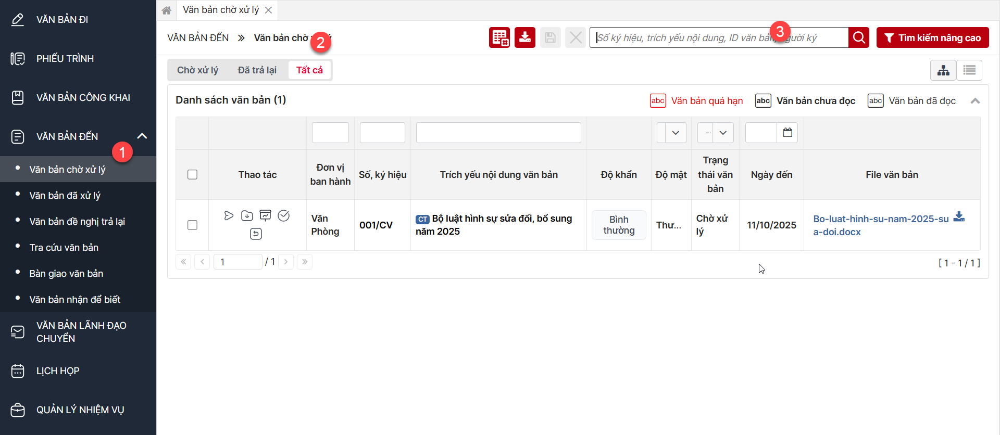 VĂN BẢN ĐI
PHIẾU TRÌNH
VĂN BẢN CÔNG KHAI
VĂN BẢN ĐẾN
1
Văn bản chờ xử lý
Văn bản đã xử lý
Văn bản đề nghị trả lại
Tra cứu văn bản
Bàn giao văn bản
Văn bản nhận để biết
VĂN BẢN LÃNH ĐẠO
CHUYỂN
LỊCH HỌP
QUẢN LÝ NHIỆM VỤ
Văn bản chờ xử lý
VĂN BẢN ĐẾN » Văn bản chờ
2
Số ký hiệu, trích yếu nội dung, ID văn bản, người ký
3
Tìm kiếm nâng cao
Chờ xử lý Đã trả lại Tất cả
Danh sách văn bản (1)
abc Văn bản quá hạn abc Văn bản chưa đọc abc Văn bản đã đọc
Thao tác
Đơn vị
ban hành
Số, ký hiệu
Trích yếu nội dung văn bản
Độ khẩn
Độ mật
Trạng
thái văn
bản
Ngày đến
File văn bản
Văn
Phòng
001/CV
CT Bộ luật hình sự sửa đổi, bổ sung
năm 2025
Bình
thường
Thư...
Chờ xử
lý
11/10/2025
Bo-luat-hinh-su-nam-2025-su
a-doi.docx
« ‹ 1 / 1 › »
[ 1 - 1 / 1 ]